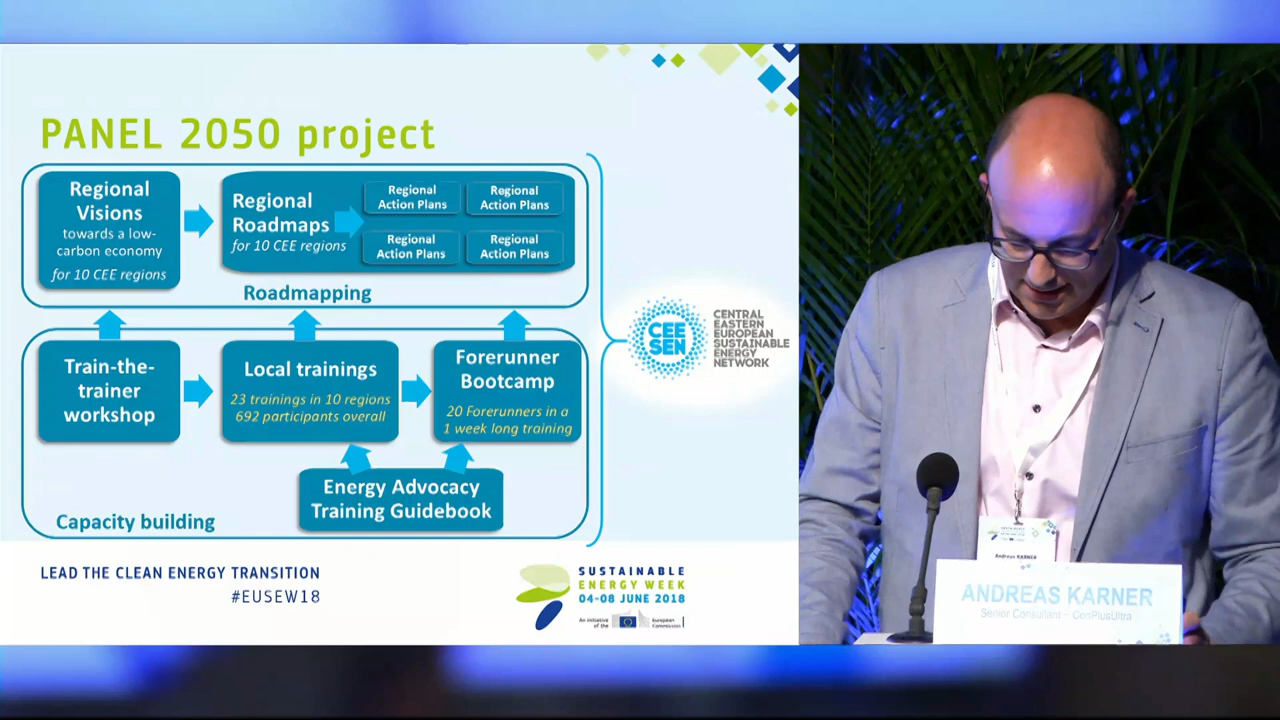 PANEL 2050 project
Regional
Visions
towards a low-
carbon economy
for 10 CEE regions
Regional
Roadmaps
for 10 CEE regions
Regional
Action Plans
Regional
Action Plans
Regional
Action Plans
Regional
Action Plans
Roadmapping
Train-the-
trainer
workshop
Local trainings
23 trainings in 10 regions
692 participants overall
Forerunner
Bootcamp
20 Forerunners in a
1 week long training
Energy Advocacy
Training Guidebook
Capacity building
CEE
SEN
CENTRAL
EASTERN
EUROPEAN
SUSTAINABLE
ENERGY
NETWORK
LEAD THE CLEAN ENERGY TRANSITION
#EUSEW18
SUSTAINABLE
ENERGY WEEK
04-08 JUNE 2018
An initiative
of the
European
Commission
Andreas KARNER
ANDREAS KARNER
Senior Consultant – ConPlusUltra